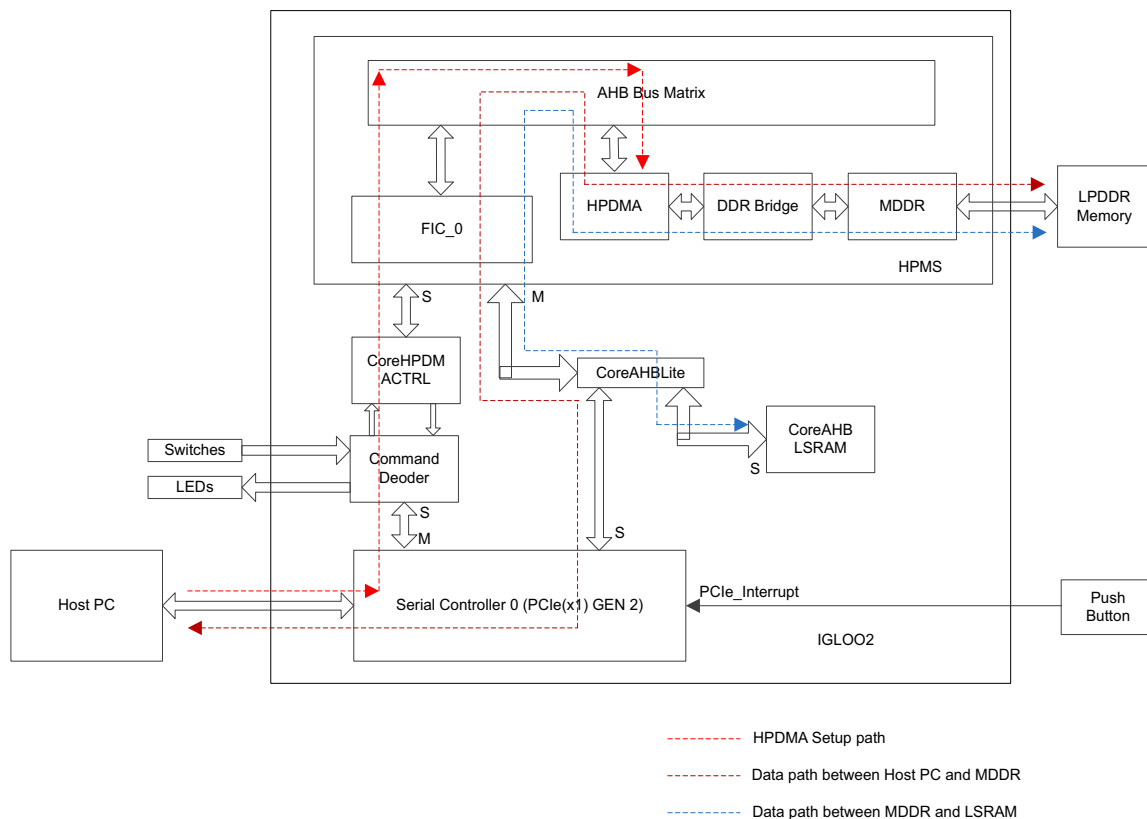 AHB Bus Matrix
HPDMA
DDR Bridge
MDDR
LPDDR
Memory
FIC_0
HPMS
S
M
CoreHPDM
ACTRL
CoreAHBLite
CoreAHB
LSRAM
S
Switches
LEDs
Command
Deoder
S
M
S
Host PC
Serial Controller 0 (PCIe(x1) GEN 2)
PCIe_Interrupt
Push
Button
IGLOO2
HPDMA Setup path
Data path between Host PC and MDDR
Data path between MDDR and LSRAM